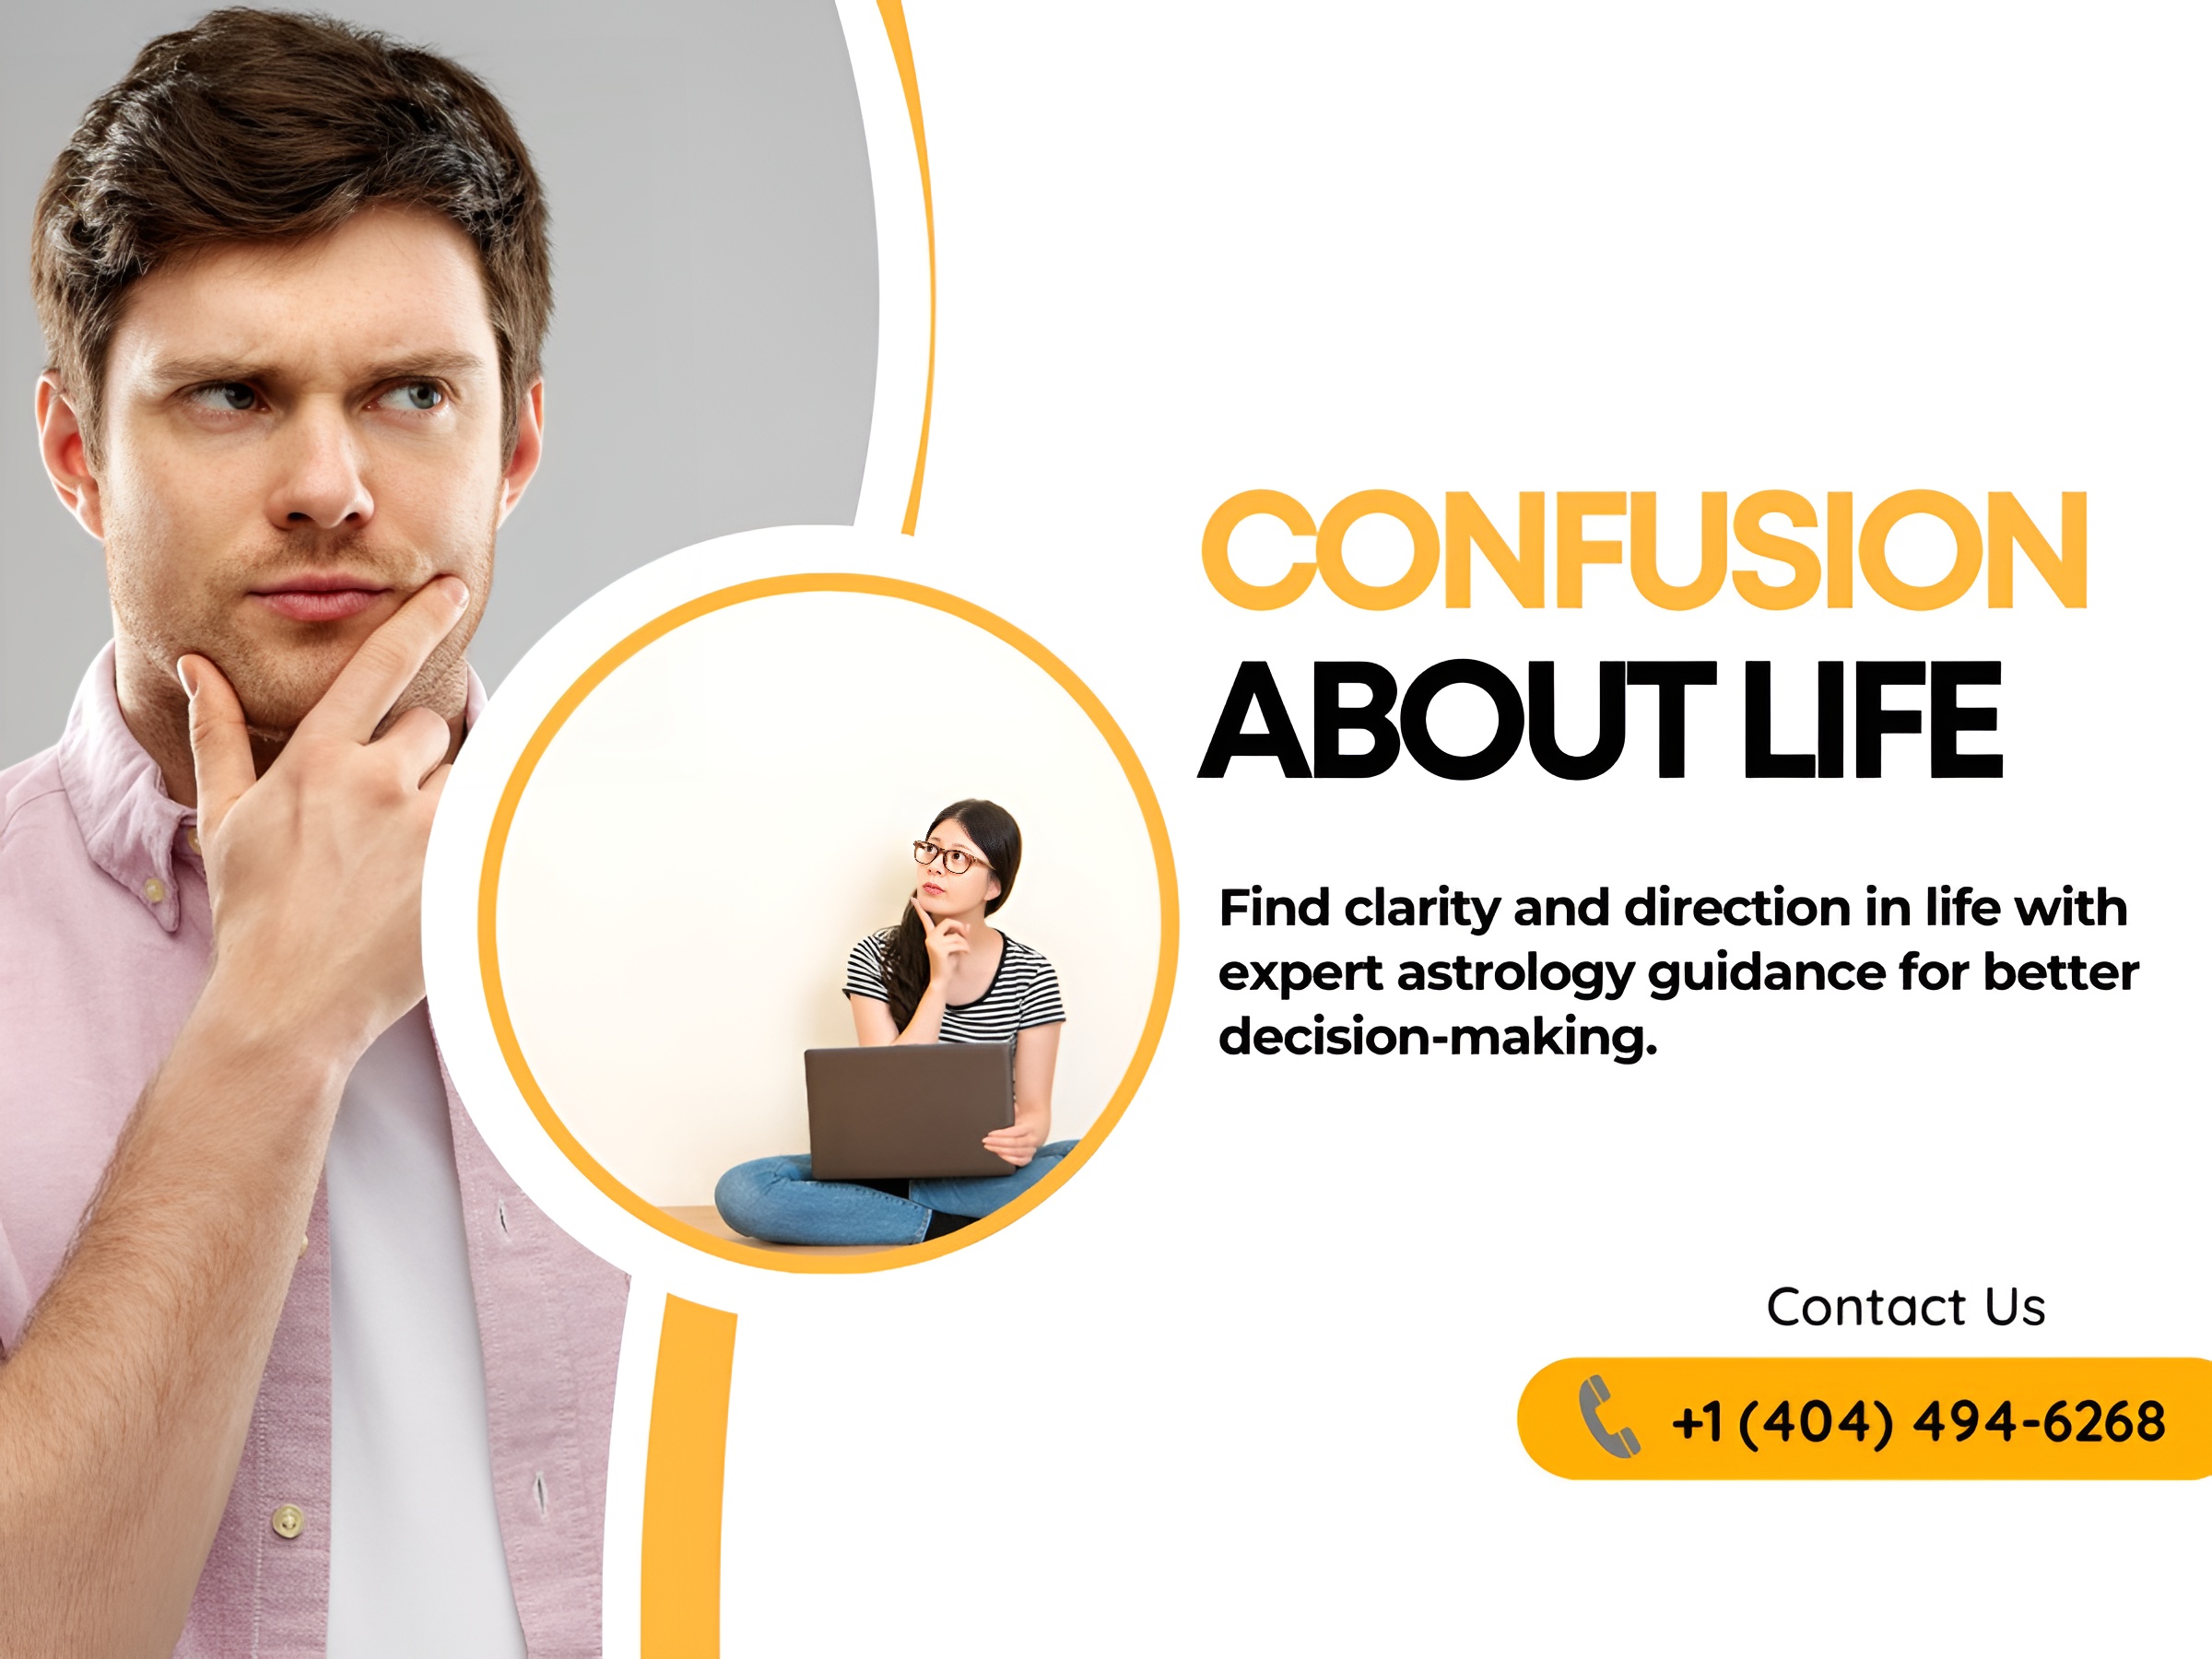 CONFUSION
ABOUT LIFE
Find clarity and direction in life with
expert astrology guidance for better
decision-making.
Contact Us
+1 (404) 494-6268